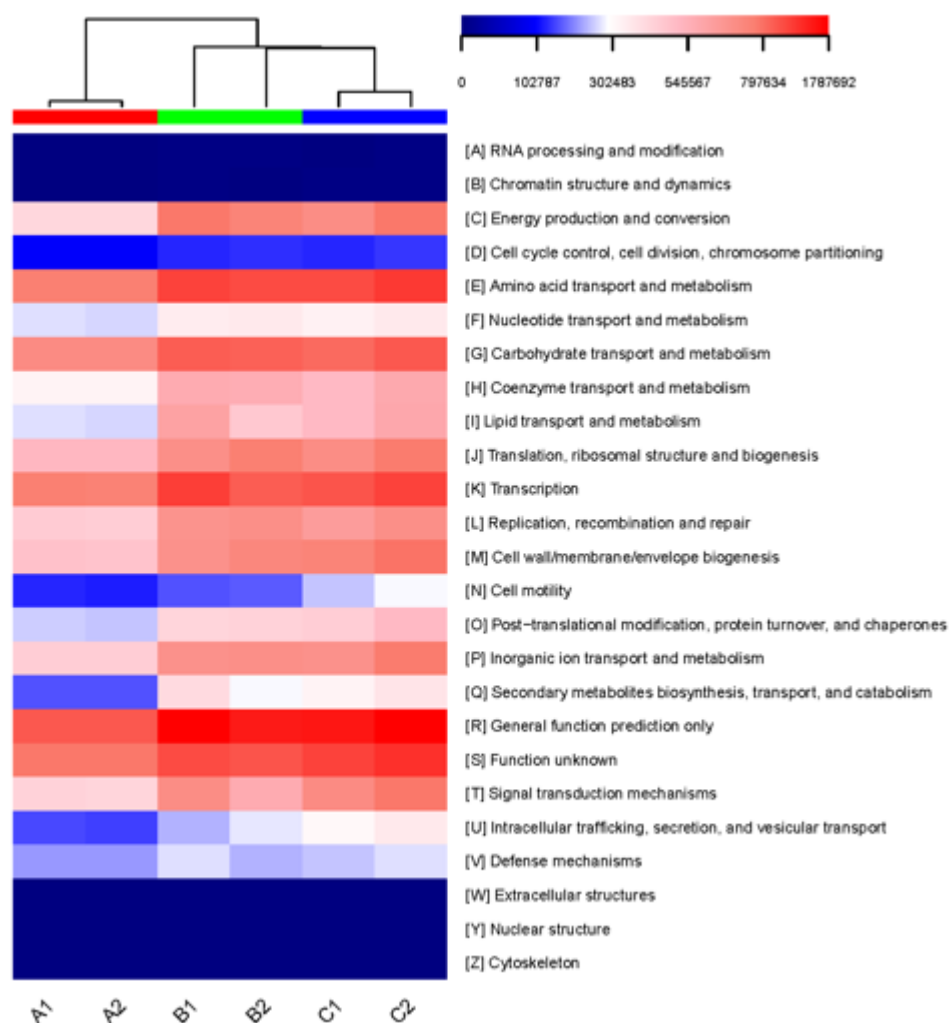 0 102787 302483 545567 797634 1787692
[A] RNA processing and modification
[B] Chromatin structure and dynamics
[C] Energy production and conversion
[D] Cell cycle control, cell division, chromosome partitioning
[E] Amino acid transport and metabolism
[F] Nucleotide transport and metabolism
[G] Carbohydrate transport and metabolism
[H] Coenzyme transport and metabolism
[I] Lipid transport and metabolism
[J] Translation, ribosomal structure and biogenesis
[K] Transcription
[L] Replication, recombination and repair
[M] Cell wall/membrane/envelope biogenesis
[N] Cell motility
[O] Post−translational modification, protein turnover, and chaperones
[P] Inorganic ion transport and metabolism
[Q] Secondary metabolites biosynthesis, transport, and catabolism
[R] General function prediction only
[S] Function unknown
[T] Signal transduction mechanisms
[U] Intracellular trafficking, secretion, and vesicular transport
[V] Defense mechanisms
[W] Extracellular structures
[Y] Nuclear structure
[Z] Cytoskeleton
A1 A2 B1 B2 C1 C2